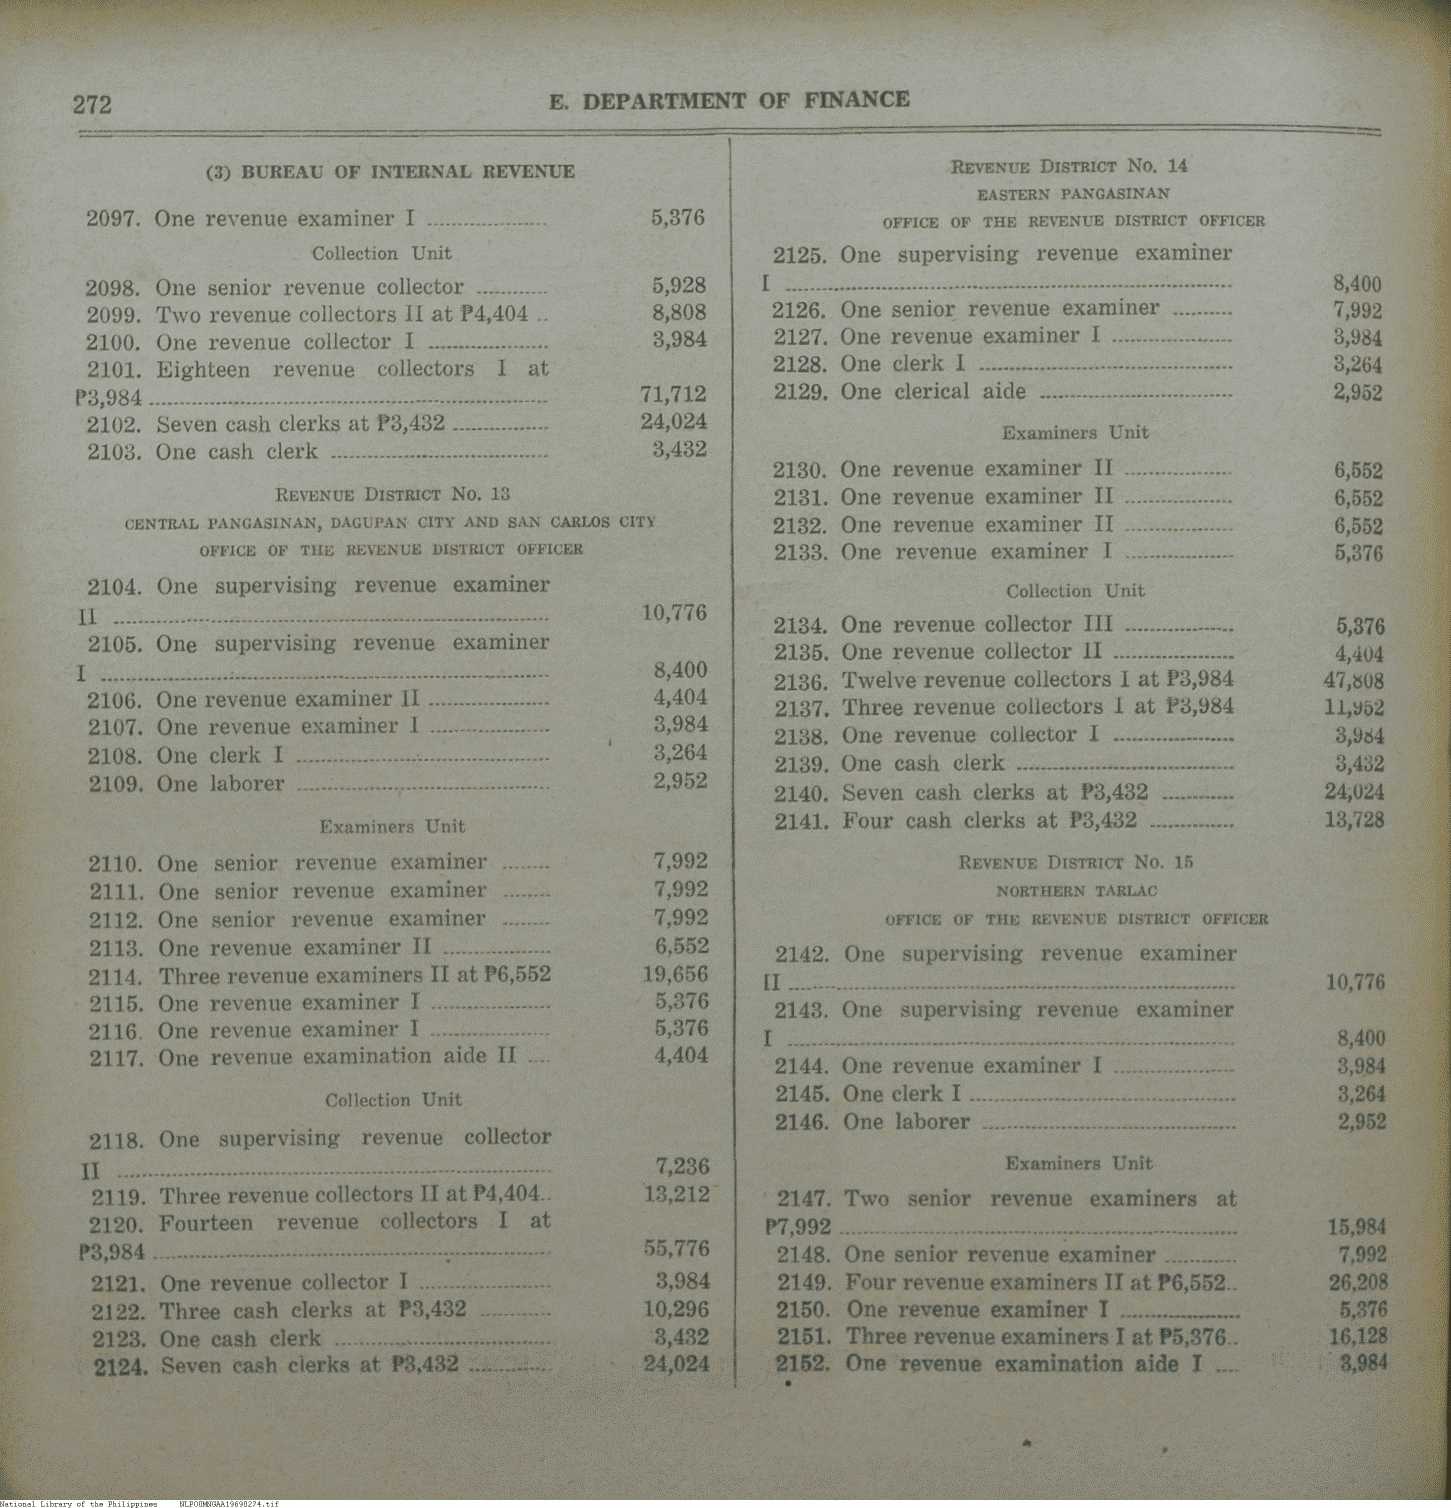 272
E. DEPARTMENT OF FINANCE
(3) BUREAU OF INTERNAL REVENUE
2097. One revenue examiner I .................... 5,376
Collection Unit
2098. One senior revenue collector ............ 5,928
2099. Two revenue collectors II at ₱4,404 .. 8,808
2100. One revenue collector I .................... 3,984
2101. Eighteen revenue collectors I at
₱3,984 .................... 71,712
2102. Seven cash clerks at ₱3,432 ................ 24,024
2103. One cash clerk .................... 3,432
REVENUE DISTRICT NO. 13
CENTRAL PANGASINAN, DAGUPAN CITY AND SAN CARLOS CITY
OFFICE OF THE REVENUE DISTRICT OFFICER
2104. One supervising revenue examiner
II .................... 10,776
2105. One supervising revenue examiner
I .................... 8,400
2106. One revenue examiner II .................... 4,404
2107. One revenue examiner I .................... 3,984
2108. One clerk I .................... 3,264
2109. One laborer .................... 2,952
Examiners Unit
2110. One senior revenue examiner ........ 7,992
2111. One senior revenue examiner ........ 7,992
2112. One senior revenue examiner ........ 7,992
2113. One revenue examiner II .................. 6,552
2114. Three revenue examiners II at ₱6,552 19,656
2115. One revenue examiner I .................... 5,376
2116. One revenue examiner I .................... 5,376
2117. One revenue examination aide II .... 4,404
Collection Unit
2118. One supervising revenue collector
II .................... 7,236
2119. Three revenue collectors II at ₱4,404.. 13,212
2120. Fourteen revenue collectors I at
₱3,984 .................... 55,776
2121. One revenue collector I .................... 3,984
2122. Three cash clerks at ₱3,432 ............ 10,296
2123. One cash clerk .................... 3,432
2124. Seven cash clerks at ₱3,432 .............. 24,024
REVENUE DISTRICT NO. 14
EASTERN PANGASINAN
OFFICE OF THE REVENUE DISTRICT OFFICER
2125. One supervising revenue examiner
I .................... 8,400
2126. One senior revenue examiner .......... 7,992
2127. One revenue examiner I .................... 3,984
2128. One clerk I .................... 3,264
2129. One clerical aide .................... 2,952
Examiners Unit
2130. One revenue examiner II .................. 6,552
2131. One revenue examiner II .................. 6,552
2132. One revenue examiner II .................. 6,552
2133. One revenue examiner I .................. 5,376
Collection Unit
2134. One revenue collector III .................. 5,376
2135. One revenue collector II .................... 4,404
2136. Twelve revenue collectors I at ₱3,984 47,808
2137. Three revenue collectors I at ₱3,984 11,952
2138. One revenue collector I .................... 3,984
2139. One cash clerk .................... 3,432
2140. Seven cash clerks at ₱3,432 ............ 24,024
2141. Four cash clerks at ₱3,432 .............. 13,728
REVENUE DISTRICT NO. 15
NORTHERN TARLAC
OFFICE OF THE REVENUE DISTRICT OFFICER
2142. One supervising revenue examiner
II .................... 10,776
2143. One supervising revenue examiner
I .................... 8,400
2144. One revenue examiner I .................... 3,984
2145. One clerk I .................... 3,264
2146. One laborer .................... 2,952
Examiners Unit
2147. Two senior revenue examiners at
₱7,992 .................... 15,984
2148. One senior revenue examiner ............ 7,992
2149. Four revenue examiners II at ₱6,552.. 26,208
2150. One revenue examiner I .................... 5,376
2151. Three revenue examiners I at ₱5,376.. 16,128
2152. One revenue examination aide I .... 3,984
National Library of the Philippines NLPO8MNGAA19690274.tif